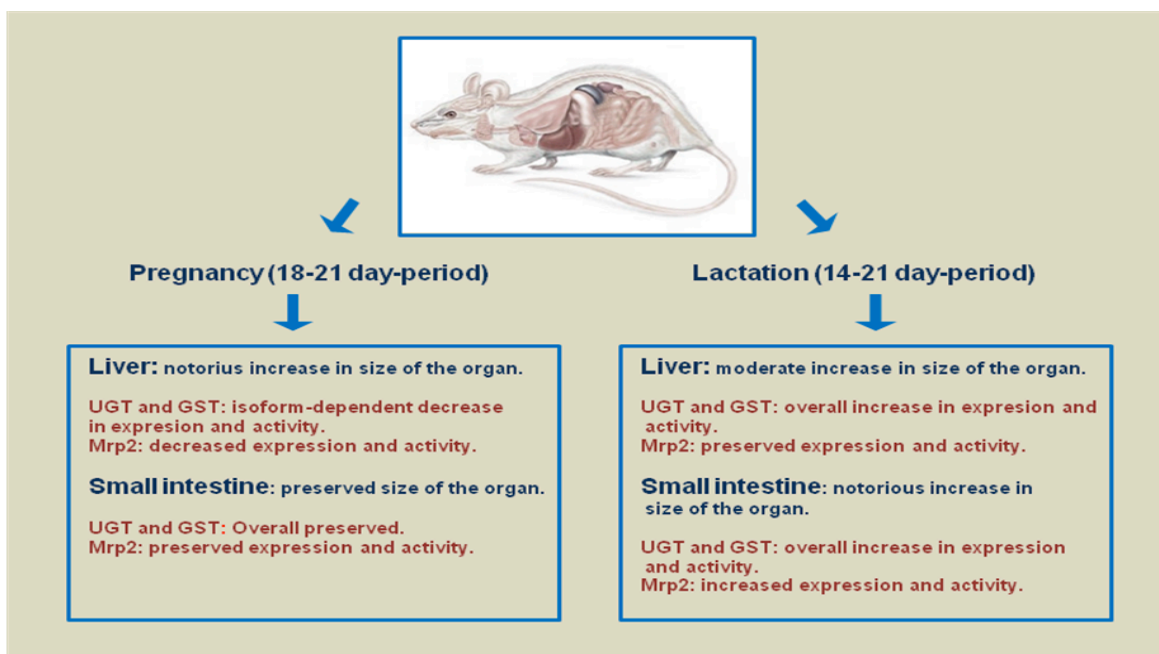 Pregnancy (18-21 day-period)
Liver: notorius increase in size of the organ.
UGT and GST: isoform-dependent decrease
in expresion and activity.
Mrp2: decreased expression and activity.
Small intestine: preserved size of the organ.
UGT and GST: Overall preserved.
Mrp2: preserved expression and activity.
Lactation (14-21 day-period)
Liver: moderate increase in size of the organ.
UGT and GST: overall increase in expresion and
activity.
Mrp2: preserved expression and activity.
Small intestine: notorious increase in
size of the organ.
UGT and GST: overall increase in expression
and activity.
Mrp2: increased expression and activity.